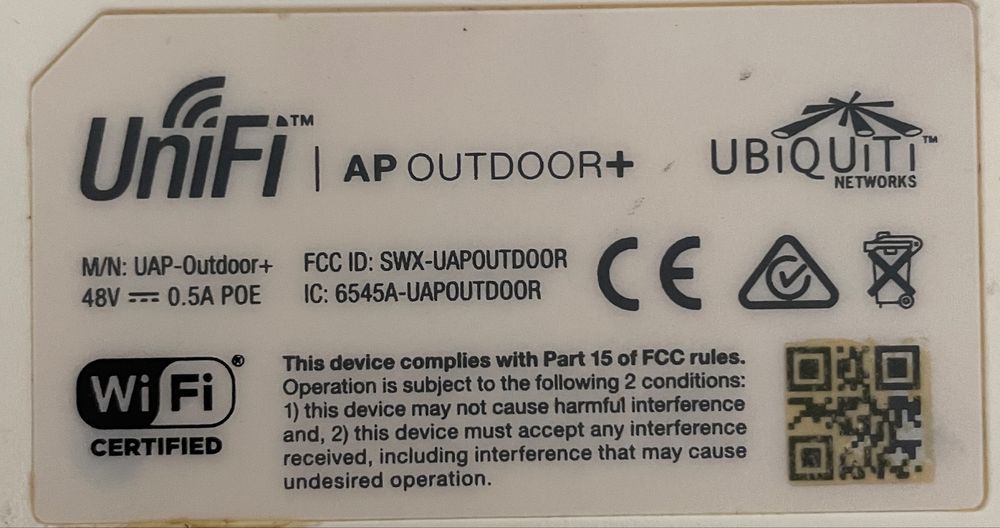 UniFi™ | AP OUTDOOR+
UBiQUiTi™
NETWORKS
M/N: UAP-Outdoor+
48V ⎓ 0.5A POE
FCC ID: SWX-UAPOUTDOOR
IC: 6545A-UAPOUTDOOR
CE
Wi Fi®
CERTIFIED
This device complies with Part 15 of FCC rules.
Operation is subject to the following 2 conditions:
1) this device may not cause harmful interference
and, 2) this device must accept any interference
received, including interference that may cause
undesired operation.